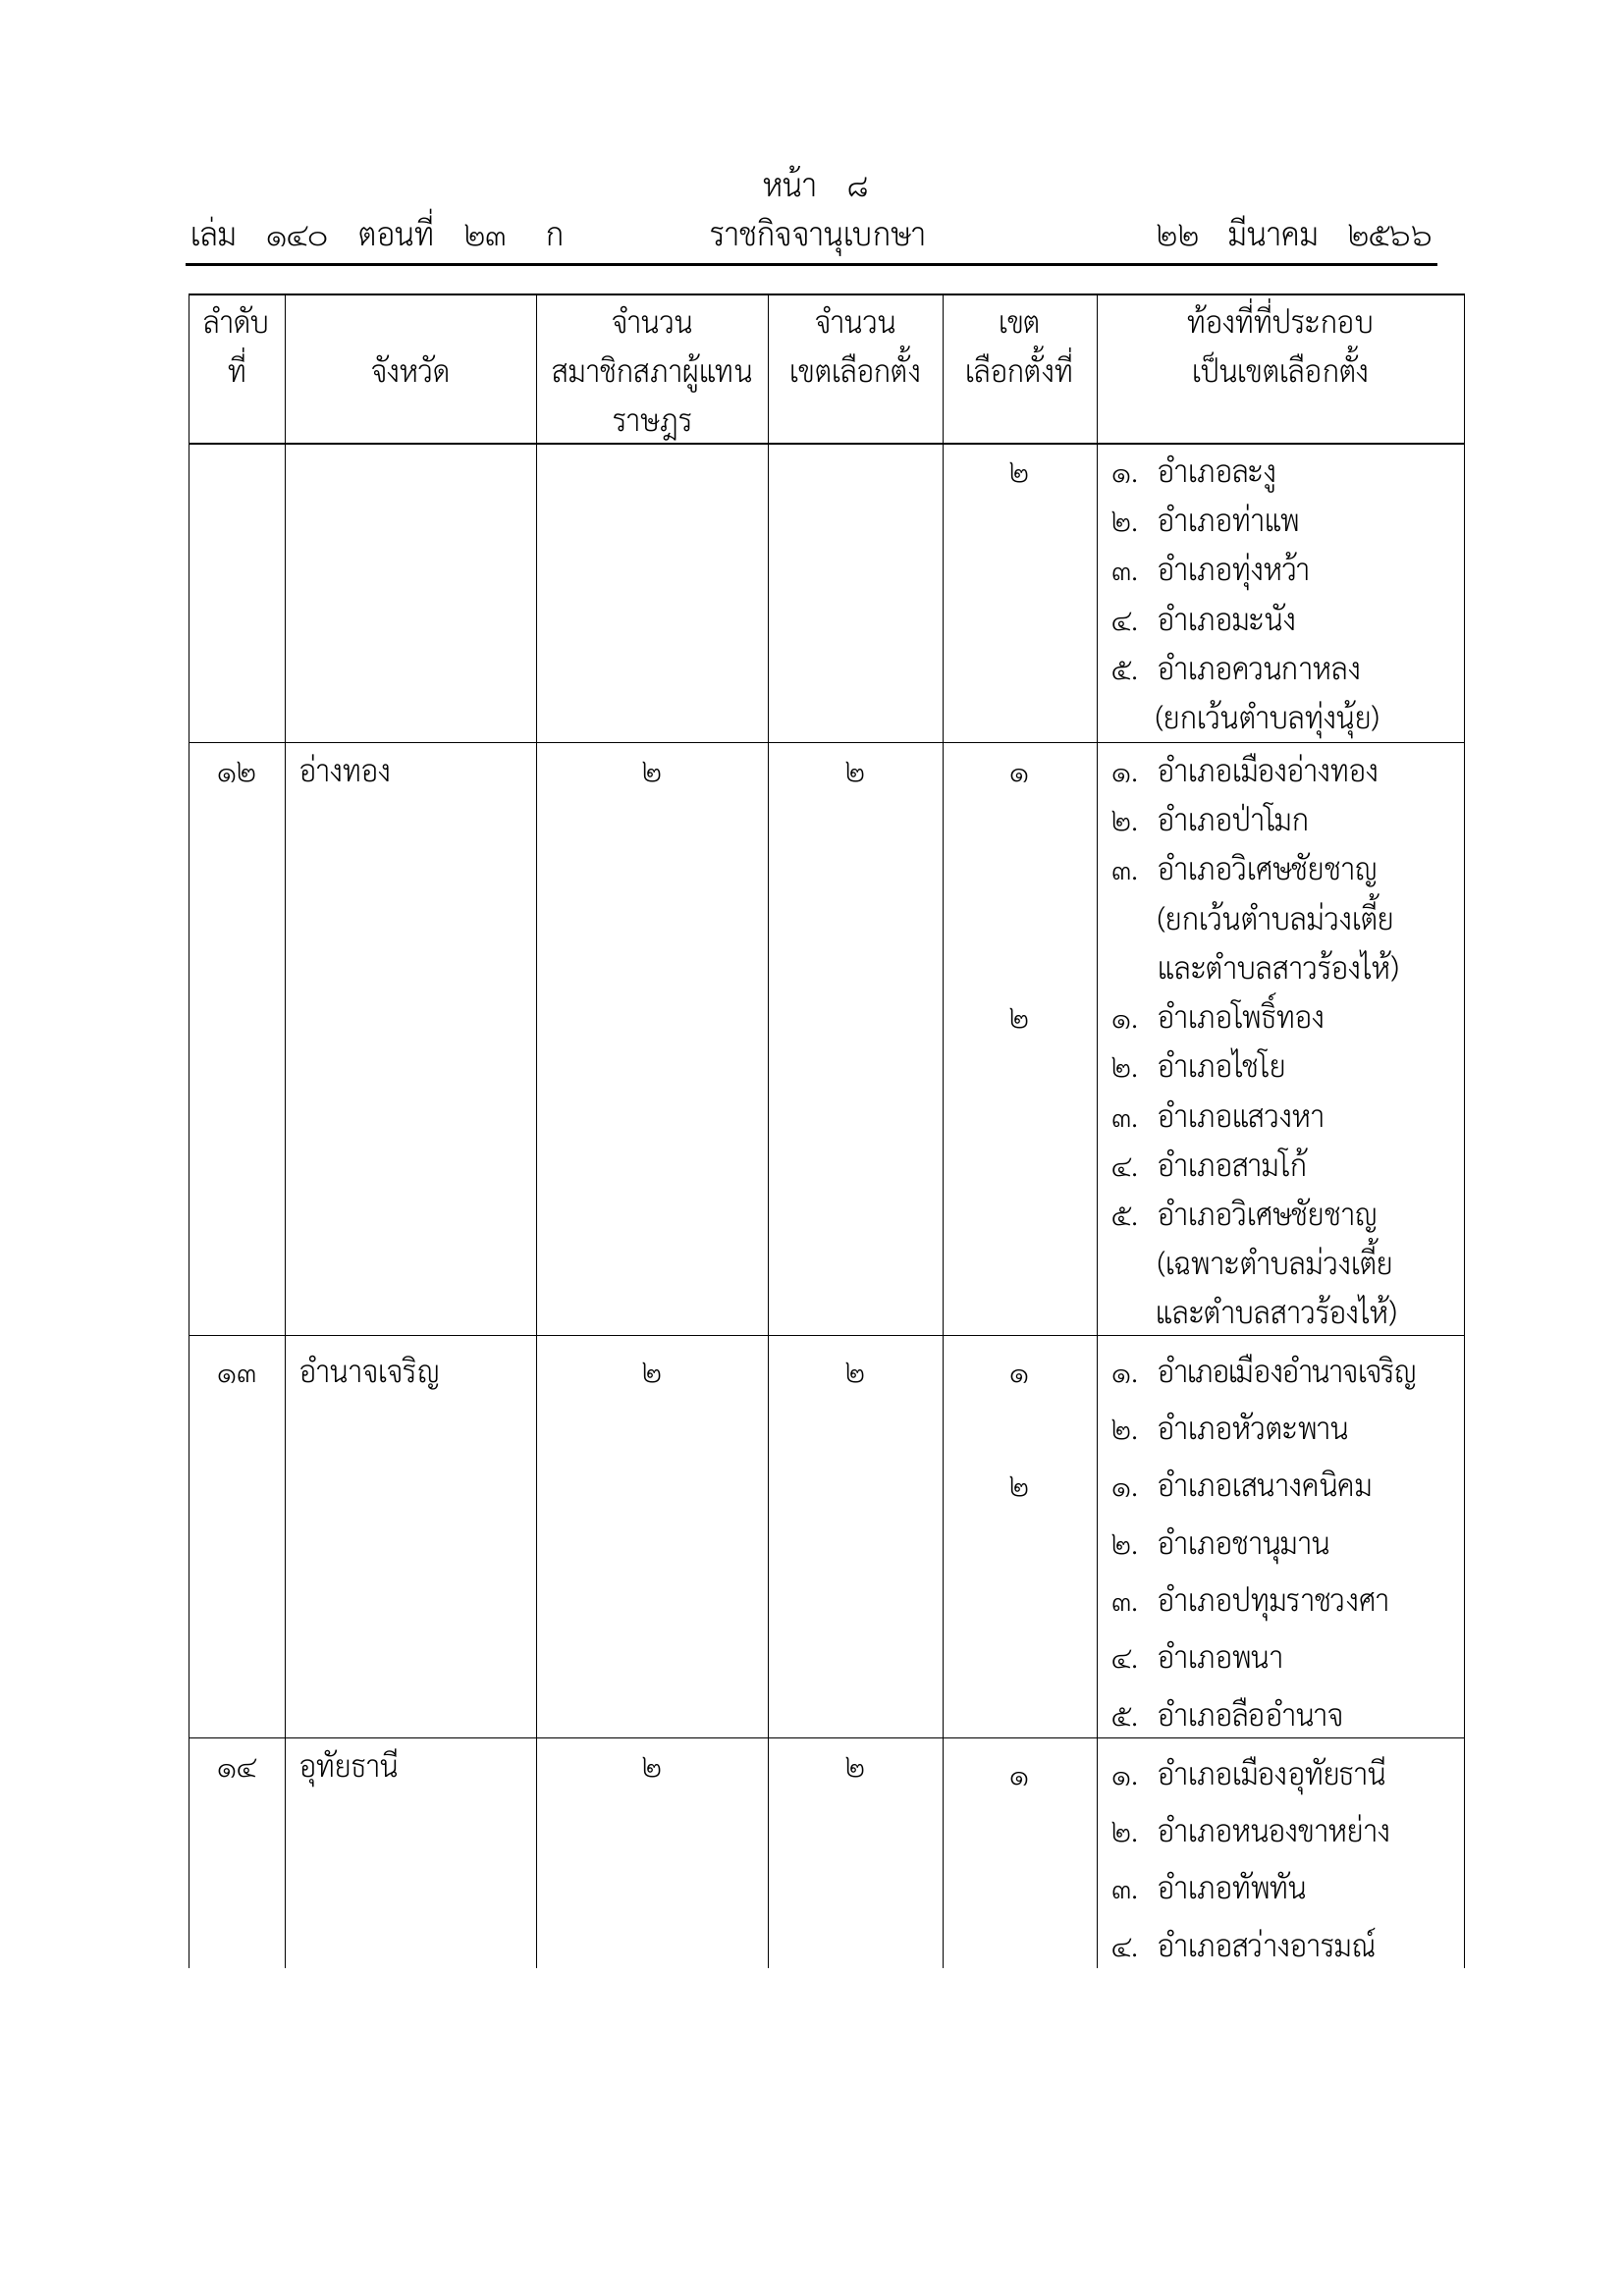 หน้า ๘
เล่ม ๑๔๐ ตอนที่ ๒๓ ก ราชกิจจานุเบกษา ๒๒ มีนาคม ๒๕๖๖
ลำดับ จำนวน จำนวน เขต ท้องที่ที่ประกอบ
ที่ จังหวัด สมาชิกสภาผู้แทน เขตเลือกตั้ง เลือกตั้งที่ เป็นเขตเลือกตั้ง
ราษฎร
๒ ๑. อำเภอละงู
๒. อำเภอท่าแพ
๓. อำเภอทุ่งหว้า
๔. อำเภอมะนัง
๕. อำเภอควนกาหลง
(ยกเว้นตำบลทุ่งนุ้ย)
๑๒ อ่างทอง ๒ ๒ ๑ ๑. อำเภอเมืองอ่างทอง
๒. อำเภอป่าโมก
๓. อำเภอวิเศษชัยชาญ
(ยกเว้นตำบลม่วงเตี้ย
และตำบลสาวร้องไห้)
๒ ๑. อำเภอโพธิ์ทอง
๒. อำเภอไชโย
๓. อำเภอแสวงหา
๔. อำเภอสามโก้
๕. อำเภอวิเศษชัยชาญ
(เฉพาะตำบลม่วงเตี้ย
และตำบลสาวร้องไห้)
๑๓ อำนาจเจริญ ๒ ๒ ๑ ๑. อำเภอเมืองอำนาจเจริญ
๒. อำเภอหัวตะพาน
๒ ๑. อำเภอเสนางคนิคม
๒. อำเภอชานุมาน
๓. อำเภอปทุมราชวงศา
๔. อำเภอพนา
๕. อำเภอลืออำนาจ
๑๔ อุทัยธานี ๒ ๒ ๑ ๑. อำเภอเมืองอุทัยธานี
๒. อำเภอหนองขาหย่าง
๓. อำเภอทัพทัน
๔. อำเภอสว่างอารมณ์